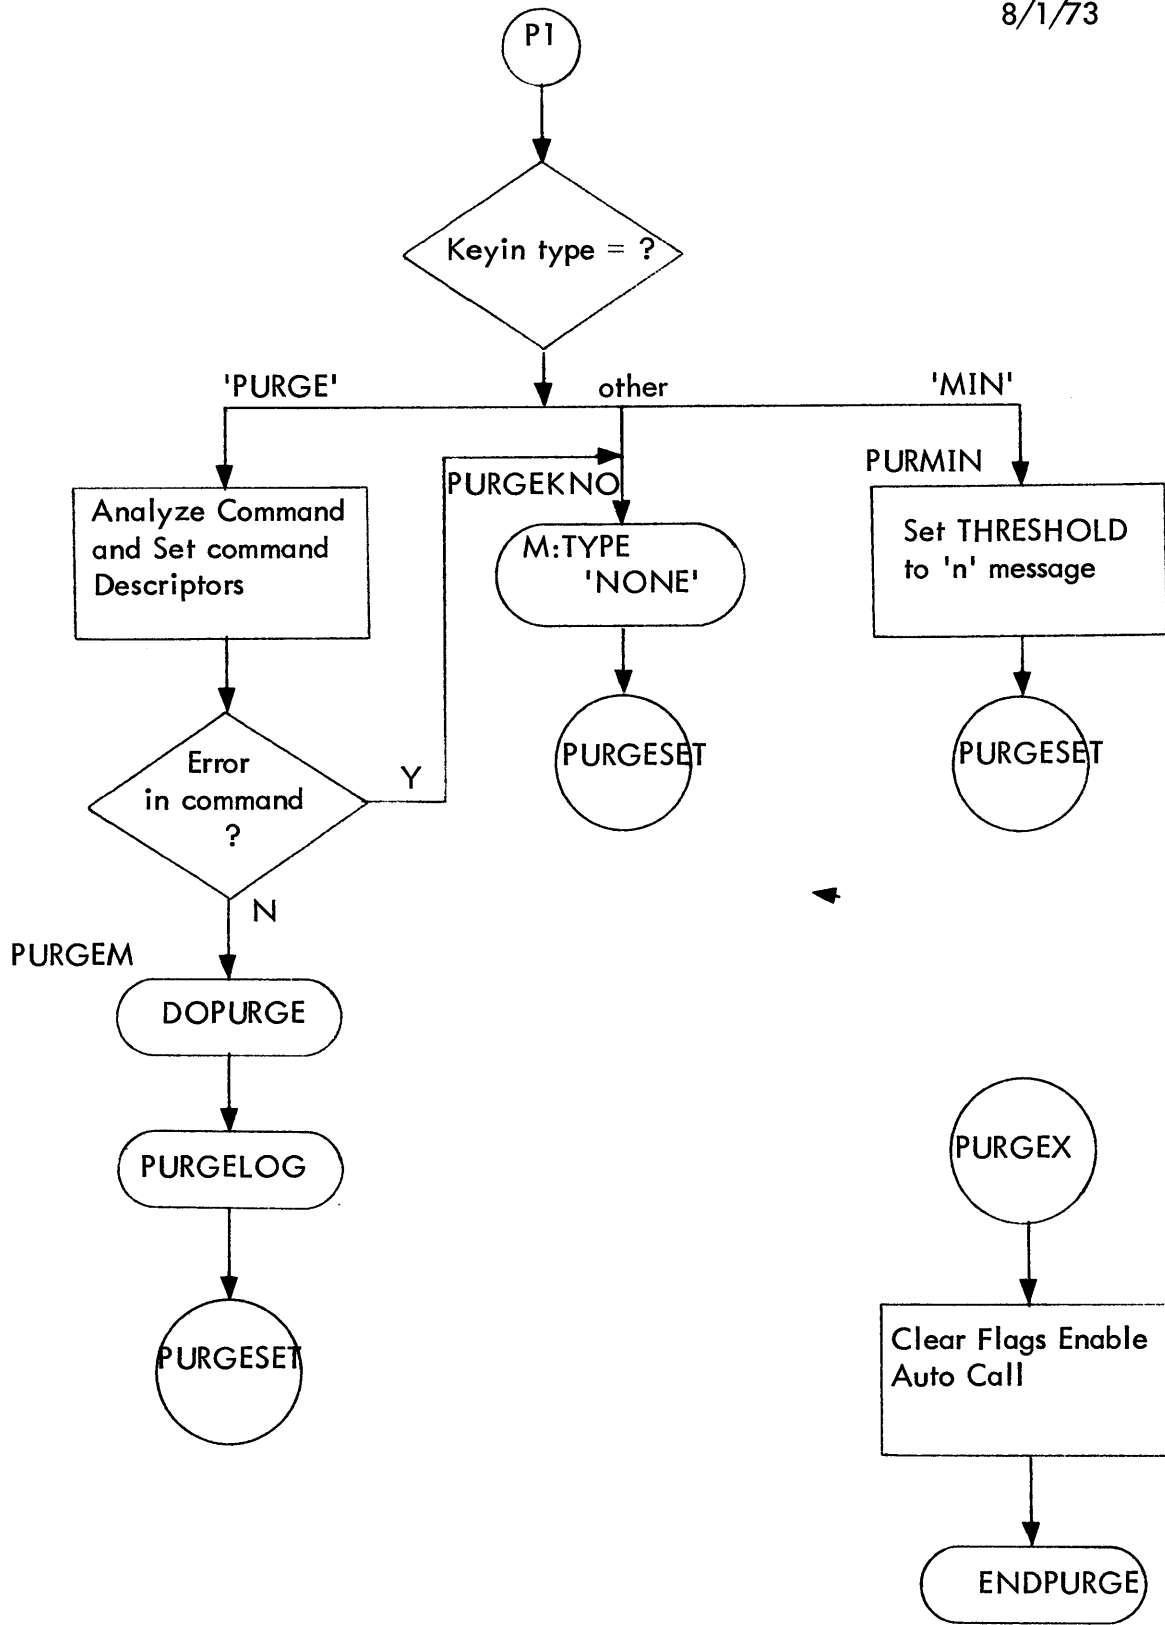 8/1/73
P1
Keyin type = ?
'PURGE'
other
'MIN'
PURGEKNO
PURMIN
Analyze Command
and Set command
Descriptors
M:TYPE
'NONE'
Set THRESHOLD
to 'n' message
Error
in command
?
Y
PURGESET
PURGESET
N
PURGEM
DOPURGE
PURGELOG
PURGESET
PURGEX
Clear Flags Enable
Auto Call
ENDPURGE